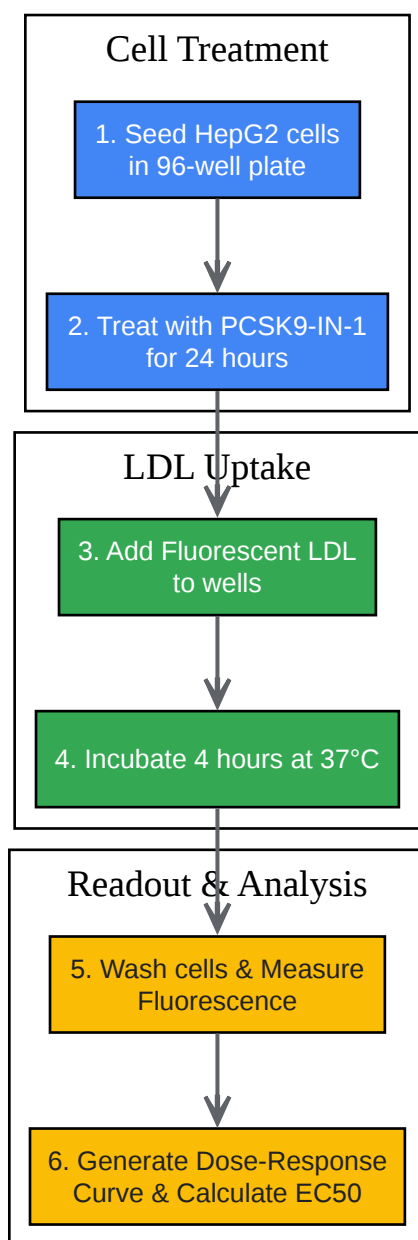 Cell Treatment
1. Seed HepG2 cells
in 96-well plate
2. Treat with PCSK9-IN-1
for 24 hours
LDL Uptake
3. Add Fluorescent LDL
to wells
4. Incubate 4 hours at 37°C
Readout & Analysis
5. Wash cells & Measure
Fluorescence
6. Generate Dose-Response
Curve & Calculate EC50